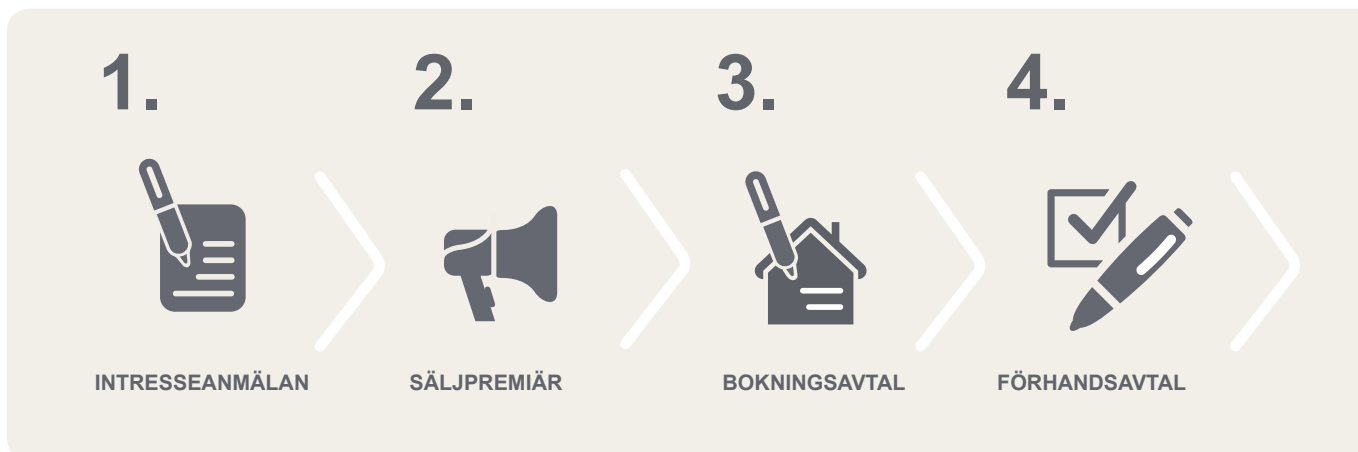 1.
2.
3.
4.
INTRESSEANMÄLAN
SÄLJPREMIÄR
BOKNINGSAVTAL
FÖRHANDSAVTAL